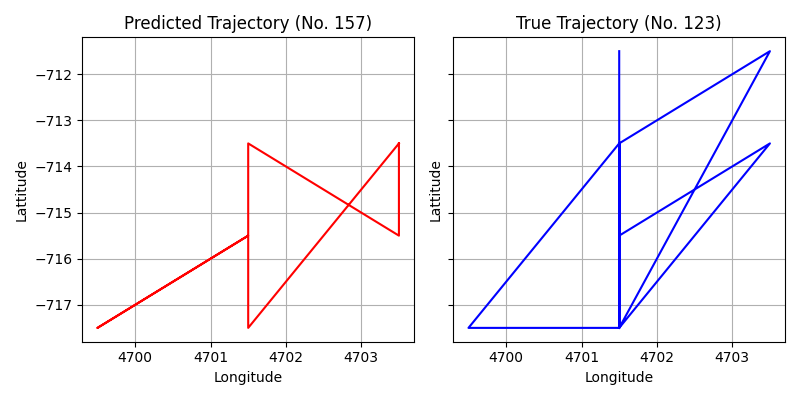 Predicted Trajectory (No. 157)
True Trajectory (No. 123)
−712
−713
−714
−715
−716
−717
Lattitude
Lattitude
4700 4701 4702 4703
4700 4701 4702 4703
Longitude
Longitude